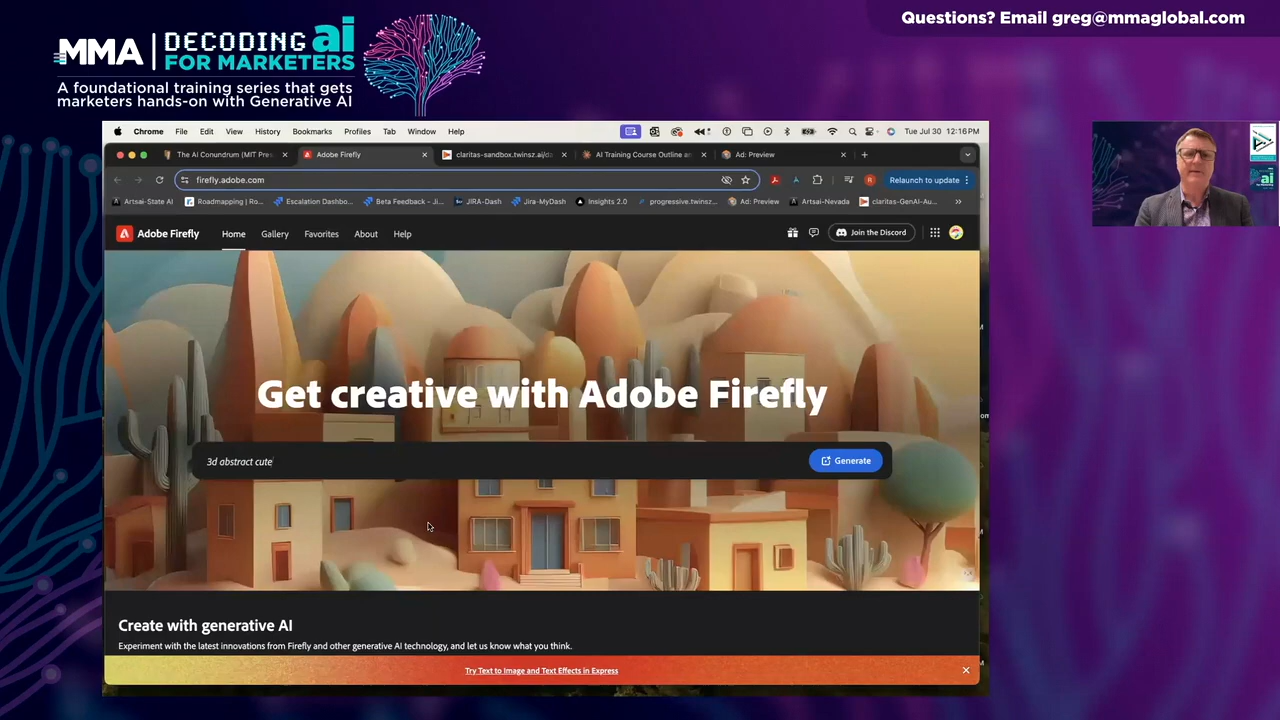 Questions? Email greg@mmaglobal.com
MMA | DECODING ai
FOR MARKETERS
A foundational training series that gets
marketers hands-on with Generative AI
Chrome File Edit View History Bookmarks Profiles Tab Window Help
Tue Jul 30 12:16 PM
The AI Conundrum (MIT Pres
Adobe Firefly
claritas-sandbox.twinsz.ai/da
AI Training Course Outline an
Ad: Preview
firefly.adobe.com
Relaunch to update
Artsai-State AI
Roadmapping | Ro...
Escalation Dashbo...
Beta Feedback - Ji...
JIRA-Dash
Jira-MyDash
Insights 2.0
progressive.twinsz...
Ad: Preview
Artsai-Nevada
claritas-GenAI-Au...
Adobe Firefly
Home Gallery Favorites About Help
Join the Discord
Get creative with Adobe Firefly
3d abstract cute
Generate
Create with generative AI
Experiment with the latest innovations from Firefly and other generative AI technology, and let us know what you think.
Try Text to Image and Text Effects in Express